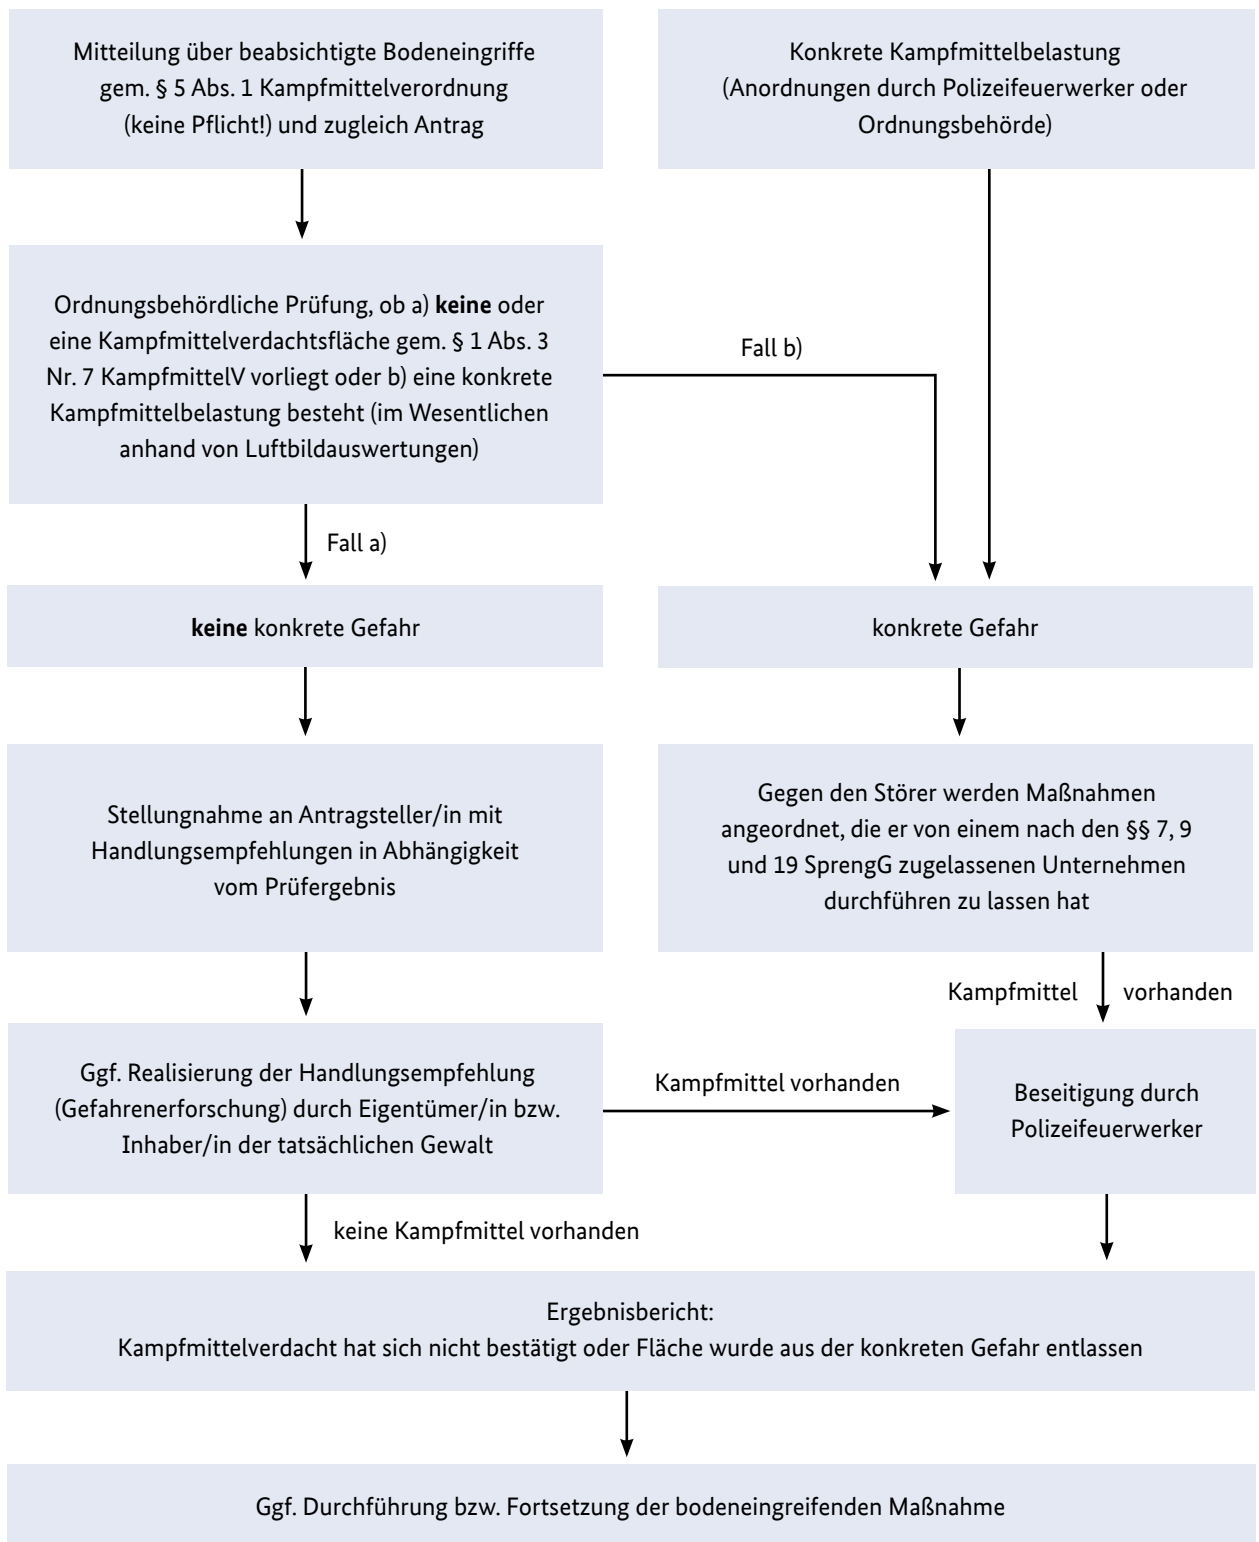 Mitteilung über beabsichtigte Bodeneingriffe
gem. § 5 Abs. 1 Kampfmittelverordnung
(keine Pflicht!) und zugleich Antrag
Konkrete Kampfmittelbelastung
(Anordnungen durch Polizeifeuerwerker oder
Ordnungsbehörde)
Ordnungsbehördliche Prüfung, ob a) keine oder
eine Kampfmittelverdachtsfläche gem. § 1 Abs. 3
Nr. 7 KampfmittelV vorliegt oder b) eine konkrete
Kampfmittelbelastung besteht (im Wesentlichen
anhand von Luftbildauswertungen)
Fall b)
Fall a)
keine konkrete Gefahr
konkrete Gefahr
Stellungnahme an Antragsteller/in mit
Handlungsempfehlungen in Abhängigkeit
vom Prüfergebnis
Gegen den Störer werden Maßnahmen
angeordnet, die er von einem nach den §§ 7, 9
und 19 SprengG zugelassenen Unternehmen
durchführen zu lassen hat
Kampfmittel vorhanden
Ggf. Realisierung der Handlungsempfehlung
(Gefahrenerforschung) durch Eigentümer/in bzw.
Inhaber/in der tatsächlichen Gewalt
Kampfmittel vorhanden
Beseitigung durch
Polizeifeuerwerker
keine Kampfmittel vorhanden
Ergebnisbericht:
Kampfmittelverdacht hat sich nicht bestätigt oder Fläche wurde aus der konkreten Gefahr entlassen
Ggf. Durchführung bzw. Fortsetzung der bodeneingreifenden Maßnahme